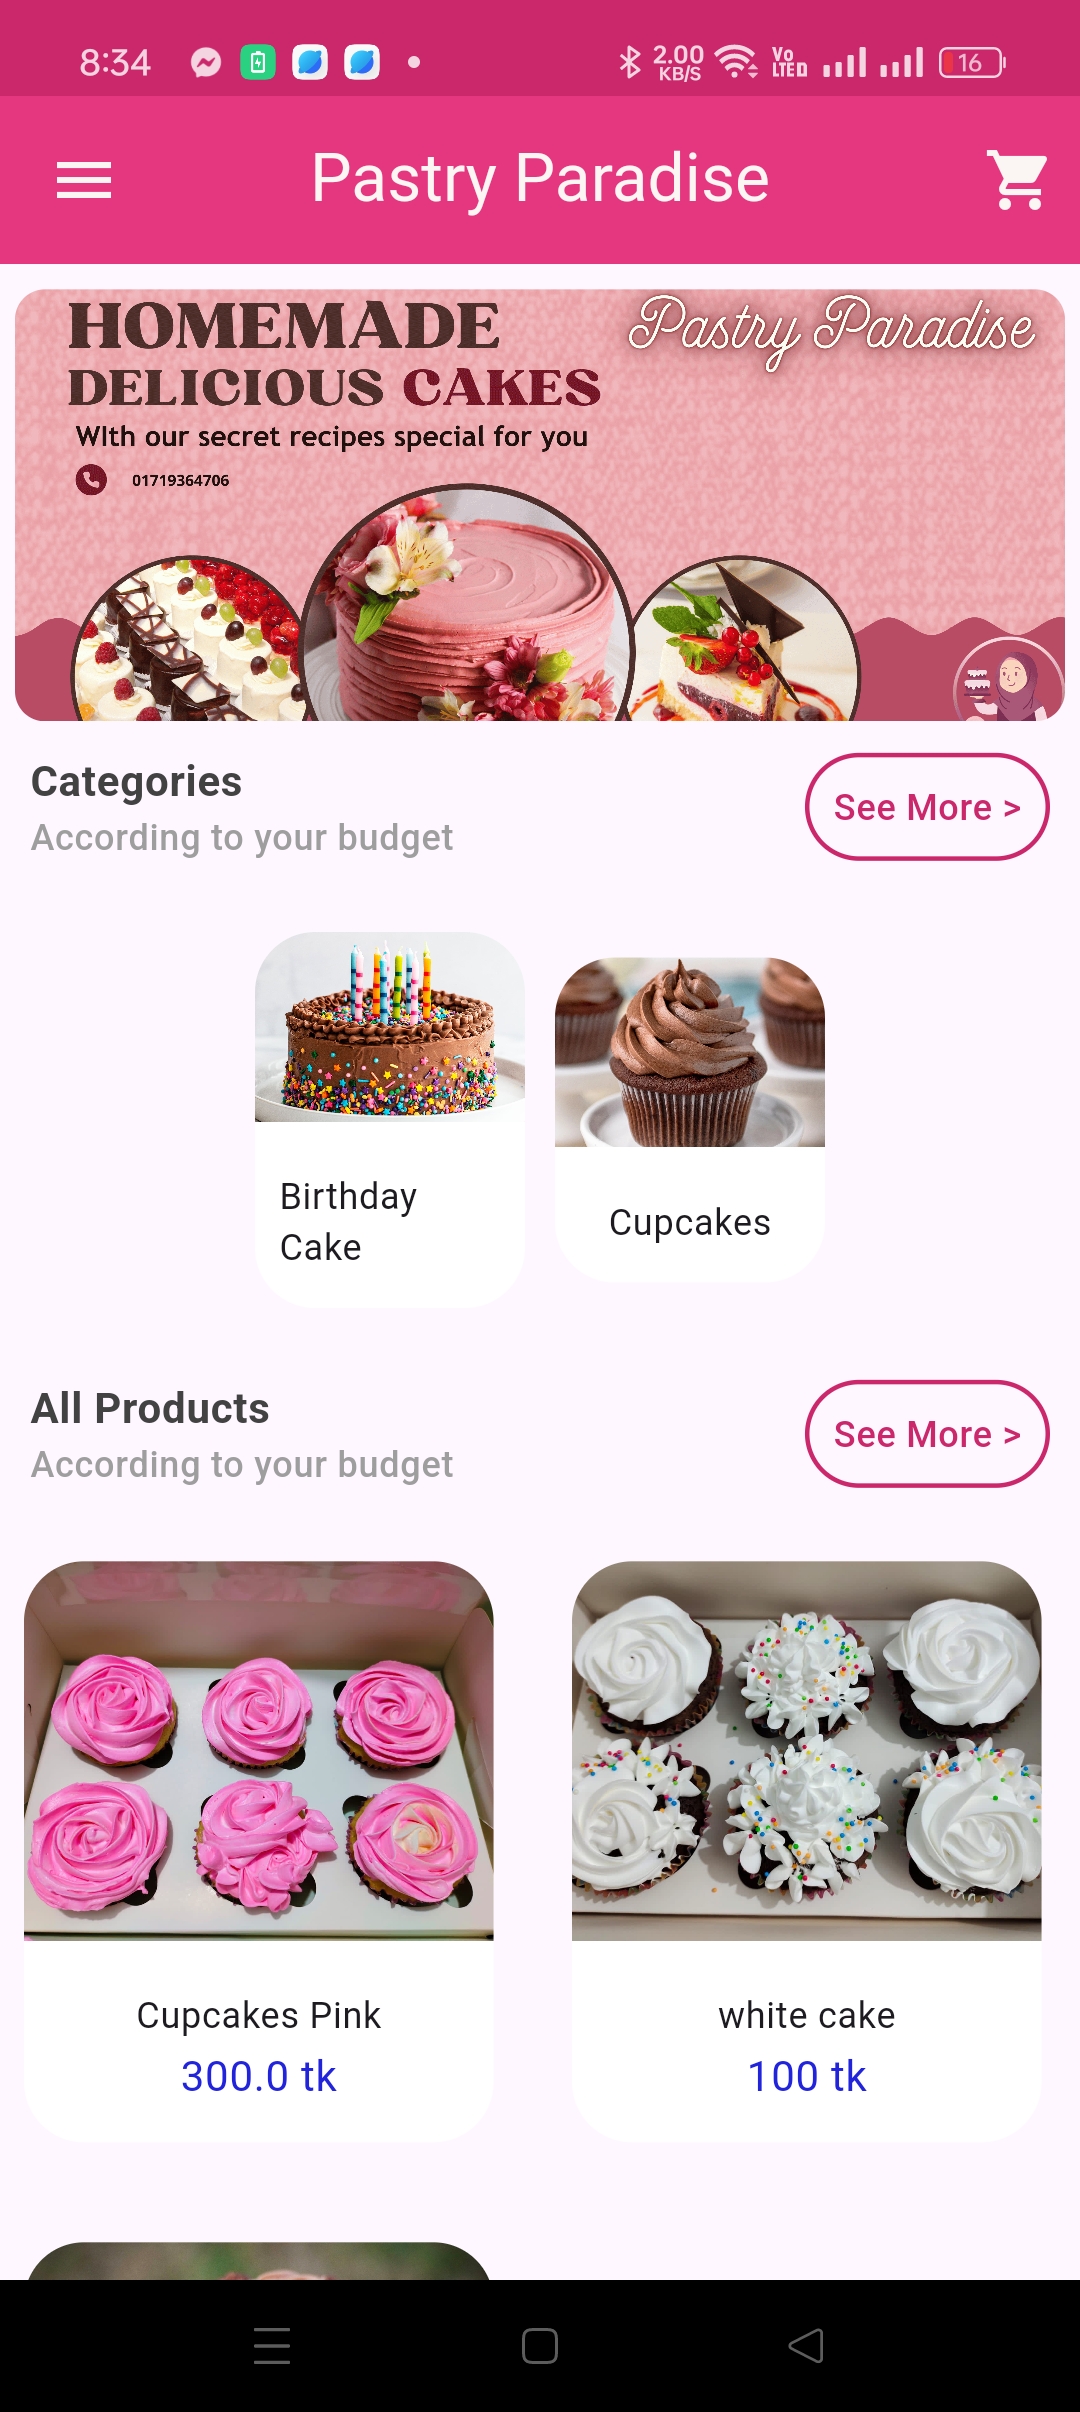 8:34
2.00
KB/S
Vo
LTE
16
Pastry Paradise
HOMEMADE
DELICIOUS CAKES
WIth our secret recipes special for you
01719364706
Pastry Paradise
Categories
According to your budget
See More >
Birthday
Cake
Cupcakes
All Products
According to your budget
See More >
Cupcakes Pink
300.0 tk
white cake
100 tk